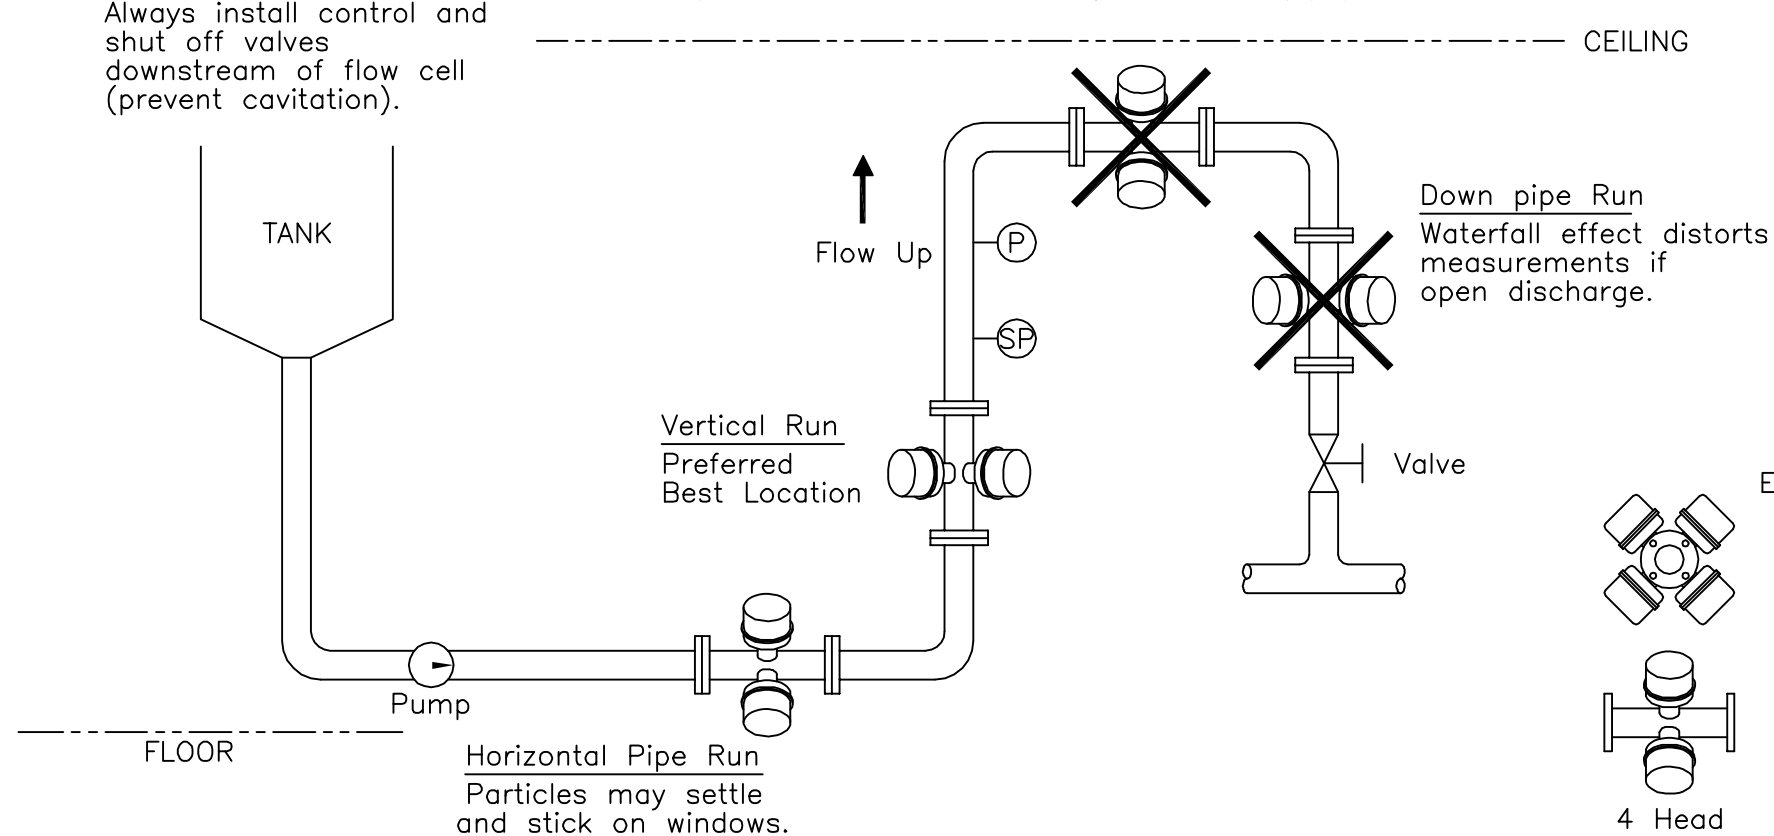 Always install control and
shut off valves
downstream of flow cell
(prevent cavitation).
CEILING
TANK
Flow Up
P
SP
Down pipe Run
Waterfall effect distorts
measurements if
open discharge.
Vertical Run
Preferred
Best Location
Valve
E
Pump
FLOOR
Horizontal Pipe Run
Particles may settle
and stick on windows.
4 Head